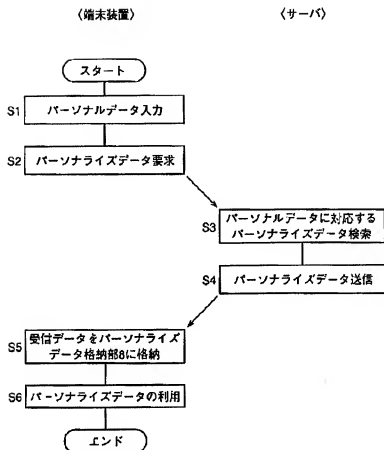 〈端末装置〉
〈サーバ〉
スタート
S1
パーソナルデータ入力
S2
パーソナライズデータ要求
S3
パーソナルデータに対応する
パーソナライズデータ検索
S4
パーソナライズデータ送信
S5
受信データをパーソナライズ
データ格納部8に格納
S6
パーソナライズデータの利用
エンド